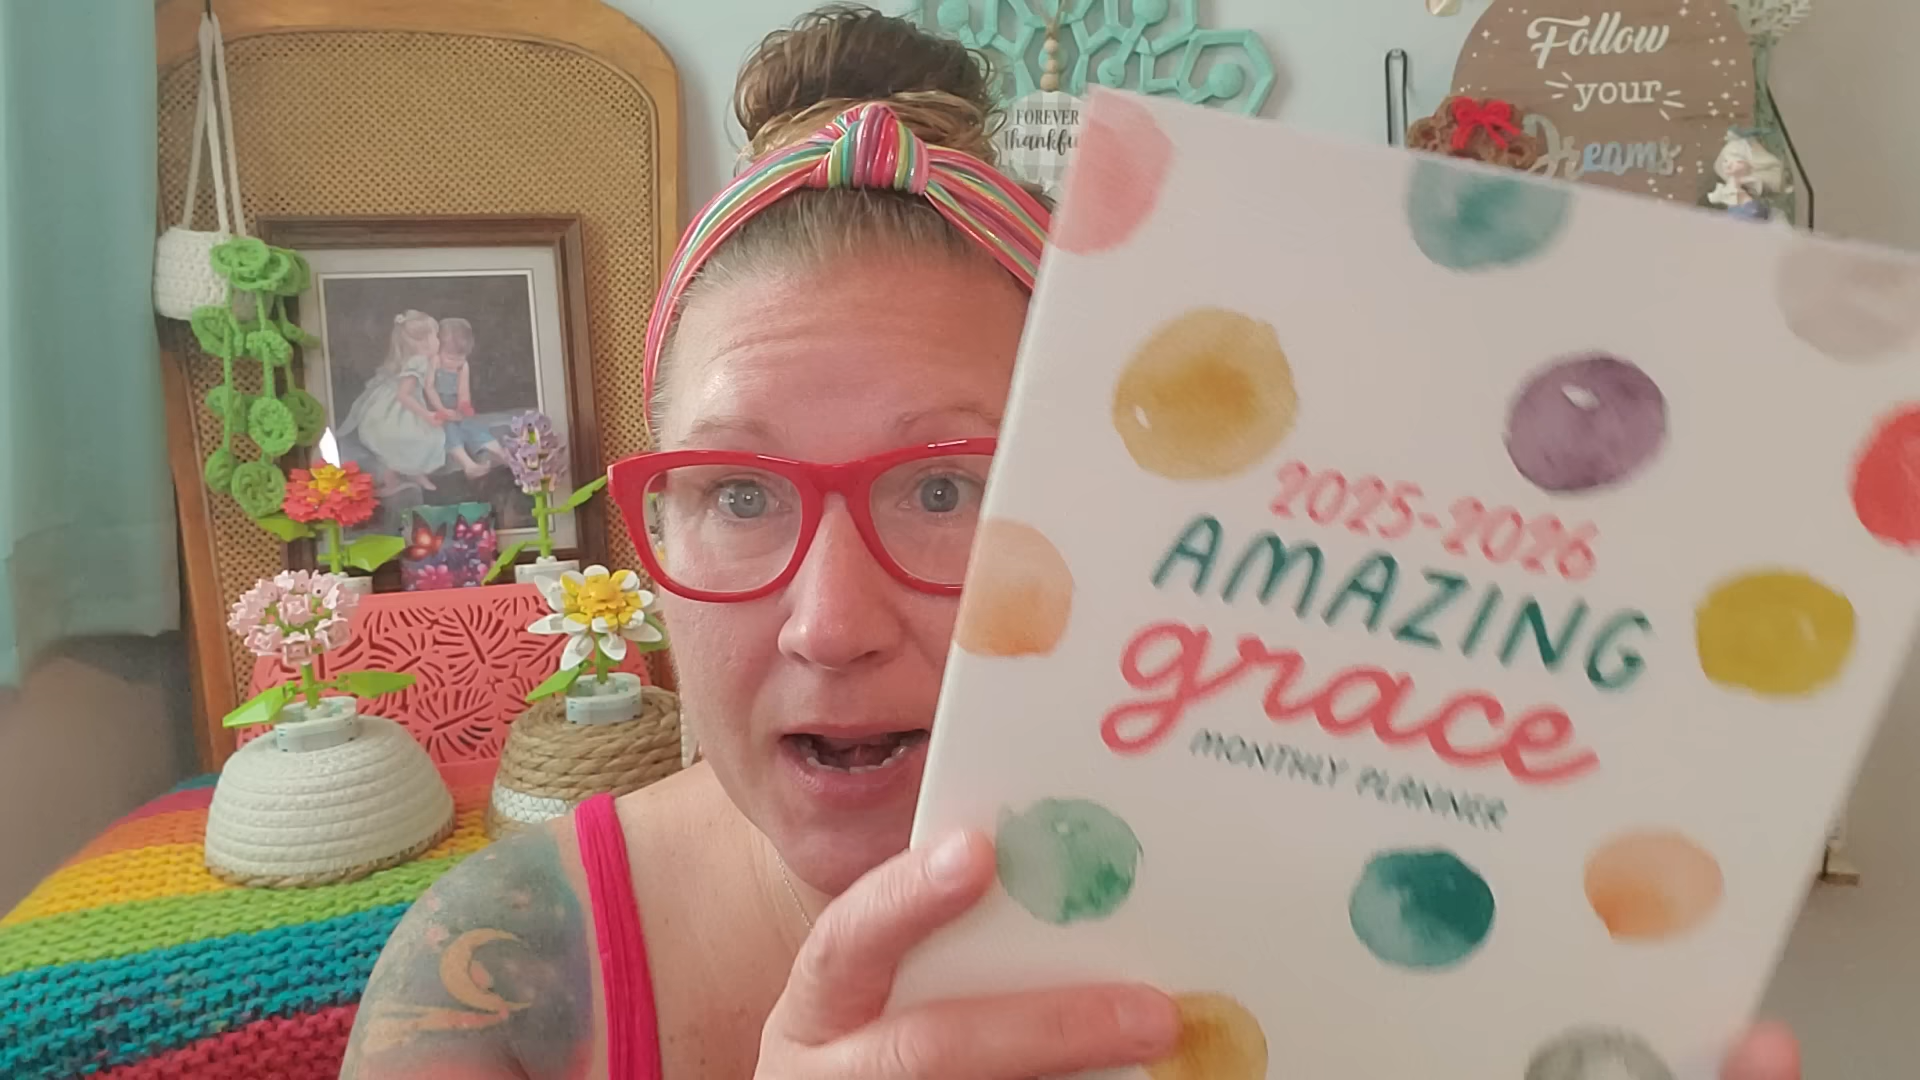 FOREVER
Thankful
Follow
your
Dreams
2025-2026
AMAZING
grace
MONTHLY PLANNER